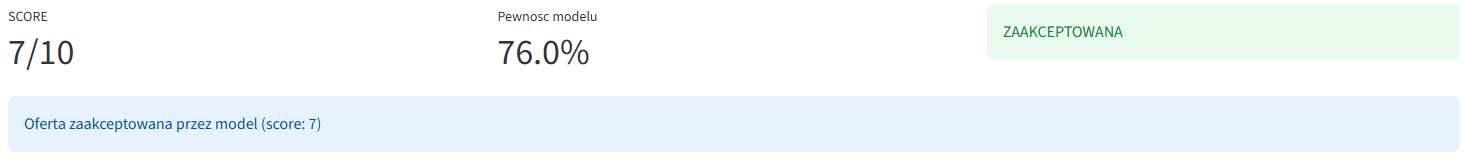 SCORE
7/10
Pewnosc modelu
76.0%
ZAAKCEPTOWANA
Oferta zaakceptowana przez model (score: 7)